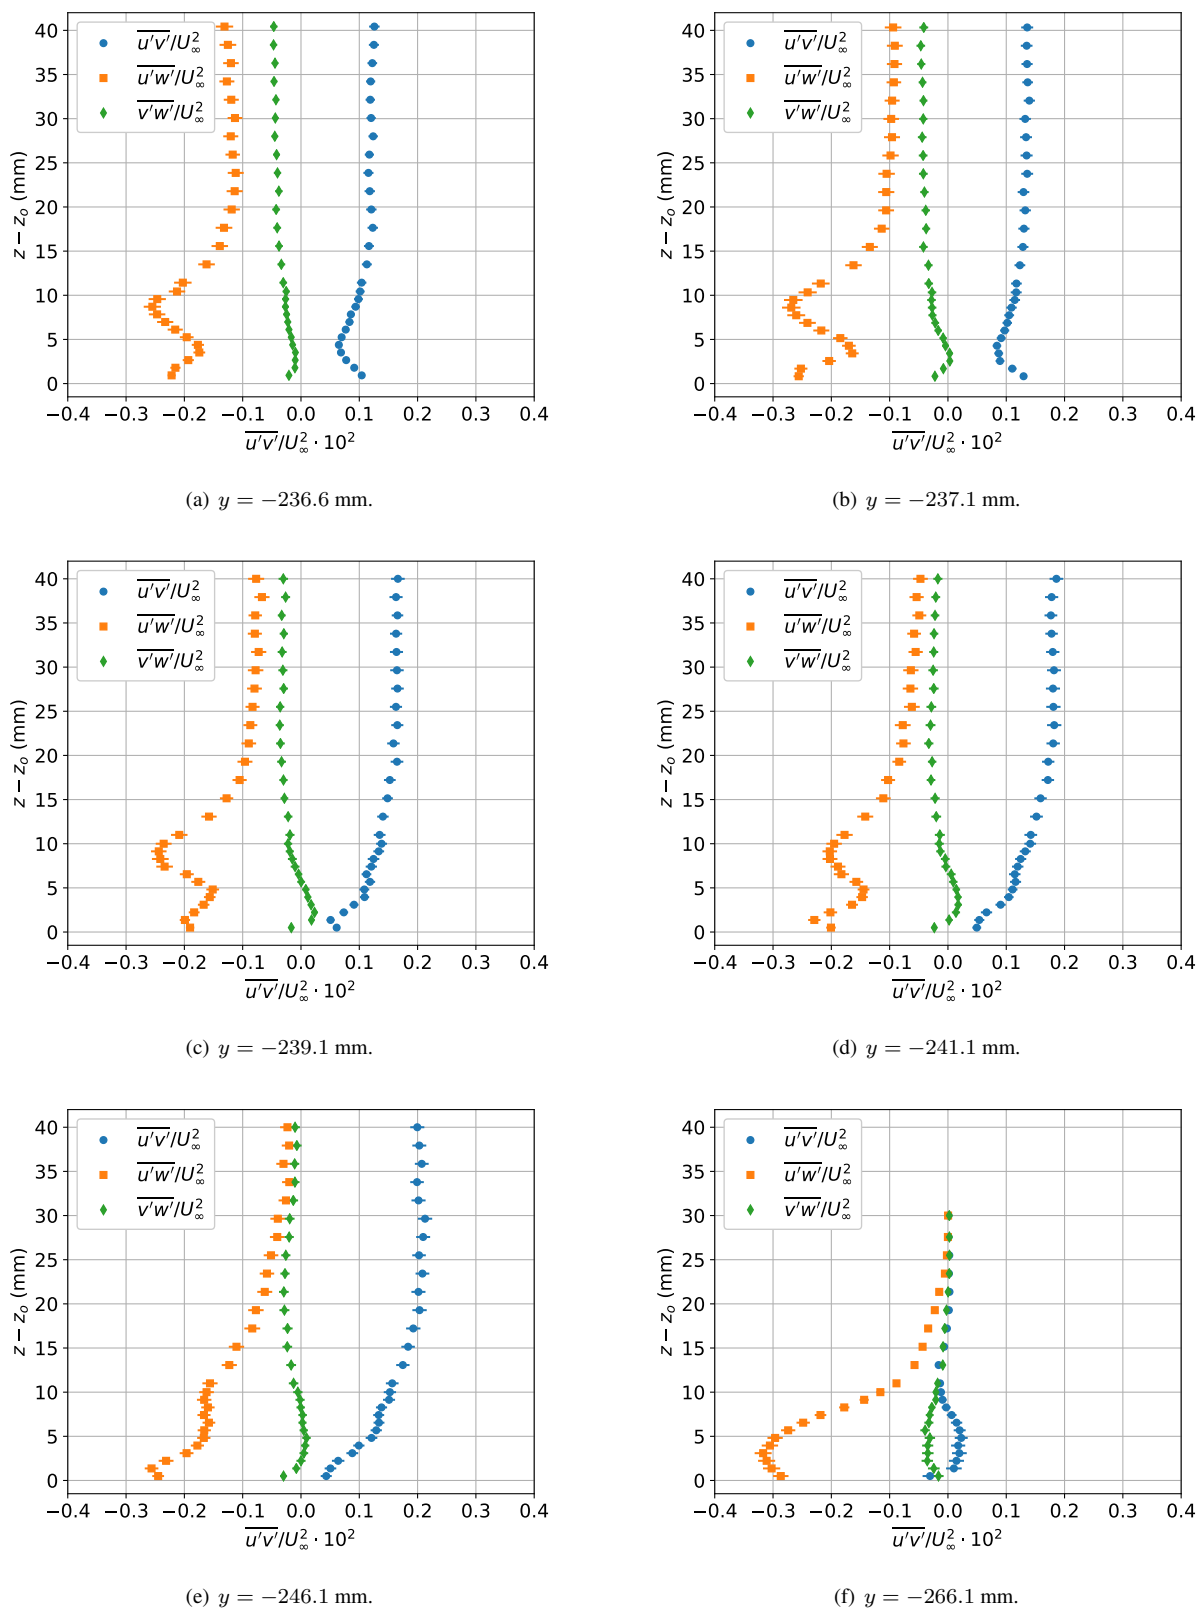 40
35
30
25
20
15
10
5
0
z − z₀ (mm)
u′v′/U∞²
u′w′/U∞²
v′w′/U∞²
−0.4 −0.3 −0.2 −0.1 0.0 0.1 0.2 0.3 0.4
u′v′/U∞² · 10²
(a) y = −236.6 mm.
40
35
30
25
20
15
10
5
0
z − z₀ (mm)
u′v′/U∞²
u′w′/U∞²
v′w′/U∞²
−0.4 −0.3 −0.2 −0.1 0.0 0.1 0.2 0.3 0.4
u′v′/U∞² · 10²
(b) y = −237.1 mm.
40
35
30
25
20
15
10
5
0
z − z₀ (mm)
u′v′/U∞²
u′w′/U∞²
v′w′/U∞²
−0.4 −0.3 −0.2 −0.1 0.0 0.1 0.2 0.3 0.4
u′v′/U∞² · 10²
(c) y = −239.1 mm.
40
35
30
25
20
15
10
5
0
z − z₀ (mm)
u′v′/U∞²
u′w′/U∞²
v′w′/U∞²
−0.4 −0.3 −0.2 −0.1 0.0 0.1 0.2 0.3 0.4
u′v′/U∞² · 10²
(d) y = −241.1 mm.
40
35
30
25
20
15
10
5
0
z − z₀ (mm)
u′v′/U∞²
u′w′/U∞²
v′w′/U∞²
−0.4 −0.3 −0.2 −0.1 0.0 0.1 0.2 0.3 0.4
u′v′/U∞² · 10²
(e) y = −246.1 mm.
40
35
30
25
20
15
10
5
0
z − z₀ (mm)
u′v′/U∞²
u′w′/U∞²
v′w′/U∞²
−0.4 −0.3 −0.2 −0.1 0.0 0.1 0.2 0.3 0.4
u′v′/U∞² · 10²
(f) y = −266.1 mm.